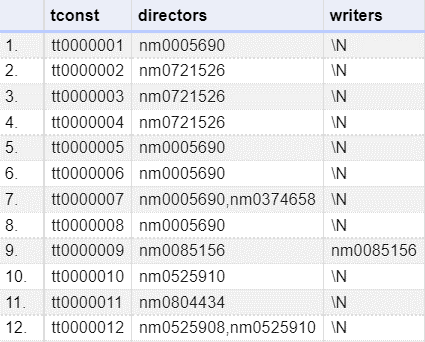 tconst directors writers
1. tt0000001 nm0005690 \N
2. tt0000002 nm0721526 \N
3. tt0000003 nm0721526 \N
4. tt0000004 nm0721526 \N
5. tt0000005 nm0005690 \N
6. tt0000006 nm0005690 \N
7. tt0000007 nm0005690,nm0374658 \N
8. tt0000008 nm0005690 \N
9. tt0000009 nm0085156 nm0085156
10. tt0000010 nm0525910 \N
11. tt0000011 nm0804434 \N
12. tt0000012 nm0525908,nm0525910 \N